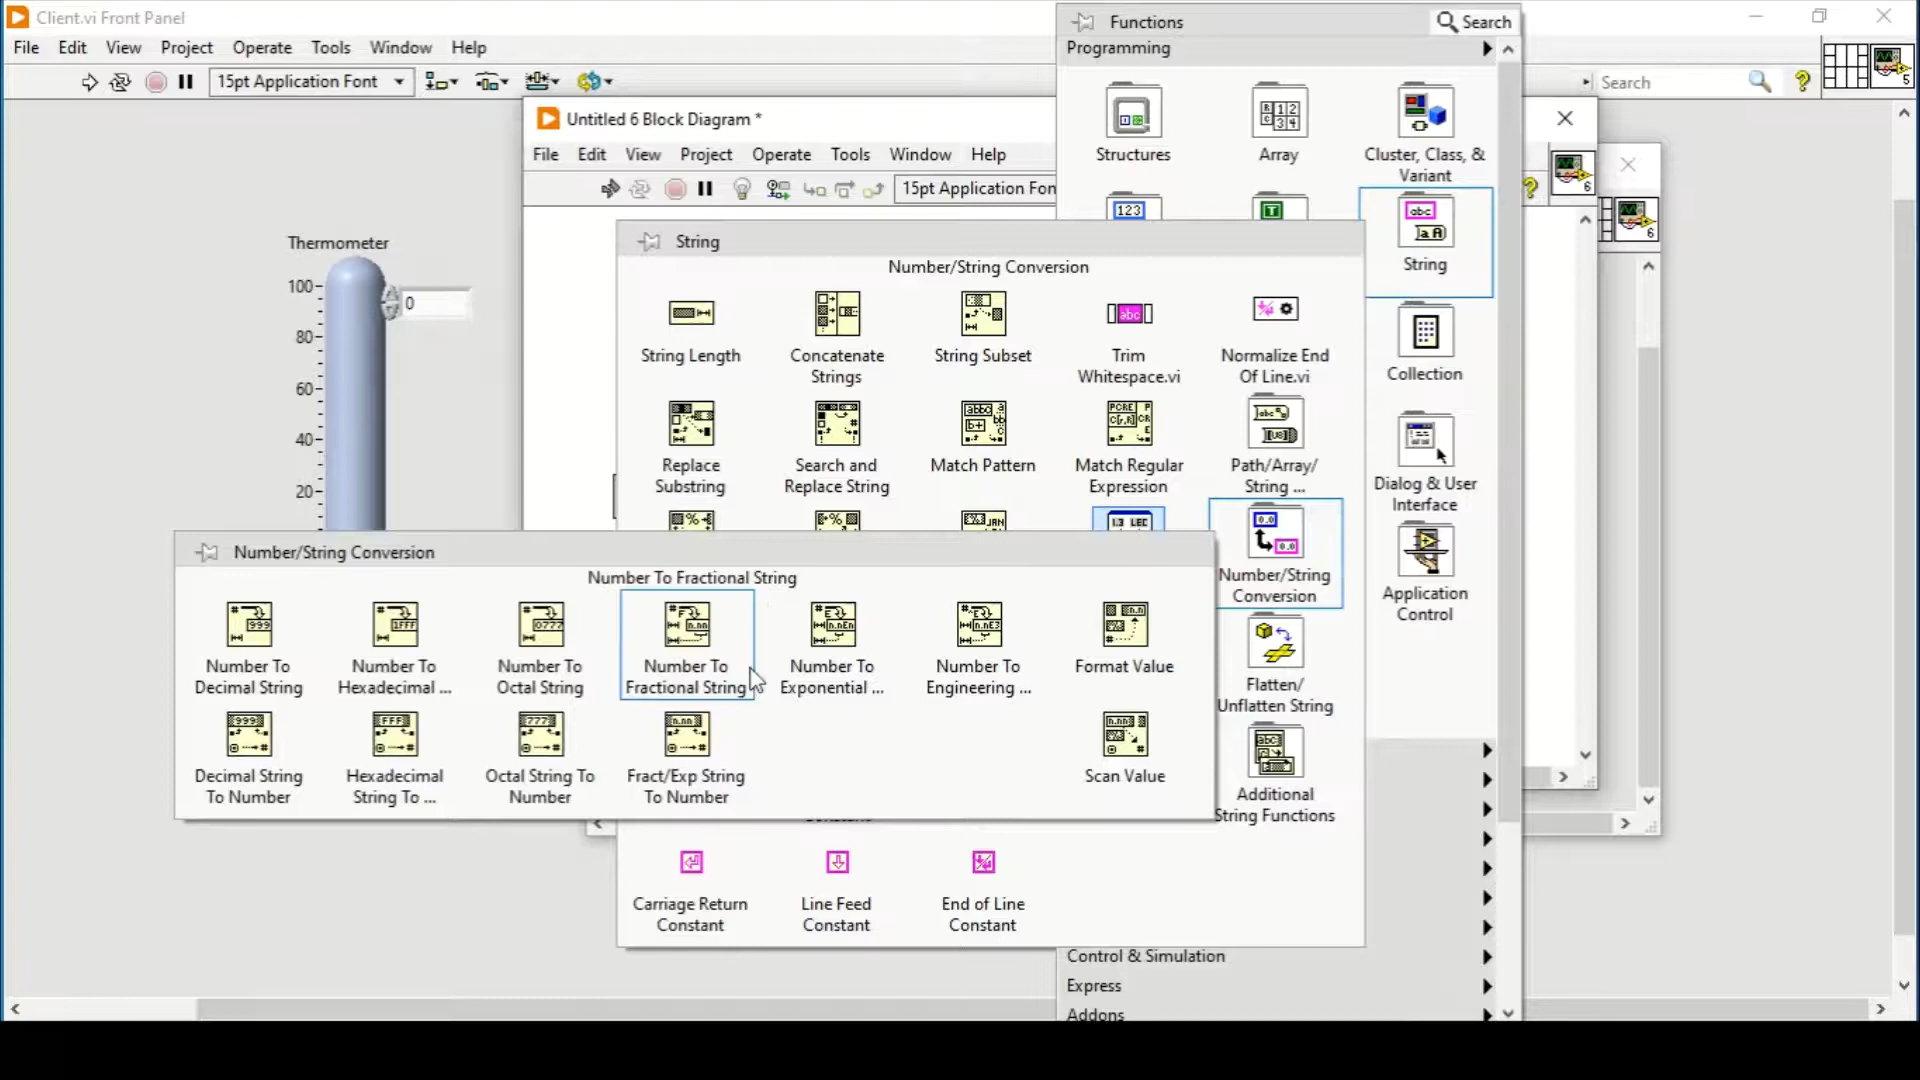 Client.vi Front Panel
File Edit View Project Operate Tools Window Help
15pt Application Font
Search
5
Thermometer
100
80
60
40
20
0
Untitled 6 Block Diagram *
File Edit View Project Operate Tools Window Help
15pt Application Fon
6
6
Functions
Search
Programming
Structures
Array
Cluster, Class, &
Variant
String
Collection
Dialog & User
Interface
Application
Control
Control & Simulation
Express
Addons
String
Number/String Conversion
String Length
Concatenate
Strings
String Subset
Trim
Whitespace.vi
Normalize End
Of Line.vi
Replace
Substring
Search and
Replace String
Match Pattern
Match Regular
Expression
Path/Array/
String ...
Number/String
Conversion
Flatten/
Unflatten String
Additional
String Functions
Carriage Return
Constant
Line Feed
Constant
End of Line
Constant
Number/String Conversion
Number To Fractional String
Number To
Decimal String
Number To
Hexadecimal ...
Number To
Octal String
Number To
Fractional String
Number To
Exponential ...
Number To
Engineering ...
Format Value
Decimal String
To Number
Hexadecimal
String To ...
Octal String To
Number
Fract/Exp String
To Number
Scan Value